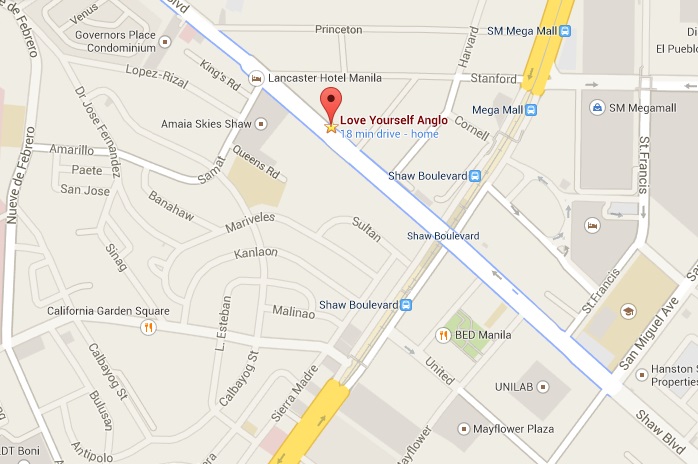 Venus
Blvd
Princeton
Governors Place
Condominium
SM Mega Mall
Harvard
El Pueblo
Lopez-Rizal
King's Rd
Lancaster Hotel Manila
Stanford
Dr Jose Fernandez
Love Yourself Anglo
18 min drive - home
Mega Mall
SM Megamall
Amaia Skies Shaw
Cornell
Nueve de Febrero
Amarillo
Queens Rd
St.Francis
Paete
Samat
San Jose
Shaw Boulevard
Banahaw
Mariveles
Sultan
Shaw Boulevard
Sinag
Kanlaon
St.Francis
Shaw Boulevard
California Garden Square
L. Esteban
Malinao
BED Manila
San Miguel Ave
Calbayog St
Calbayog St
United
Hanston S
Properties
UNILAB
Bulusan
Sierra Madre
Shaw Blvd
Mayflower Plaza
Mayflower
DT Boni
Antipolo